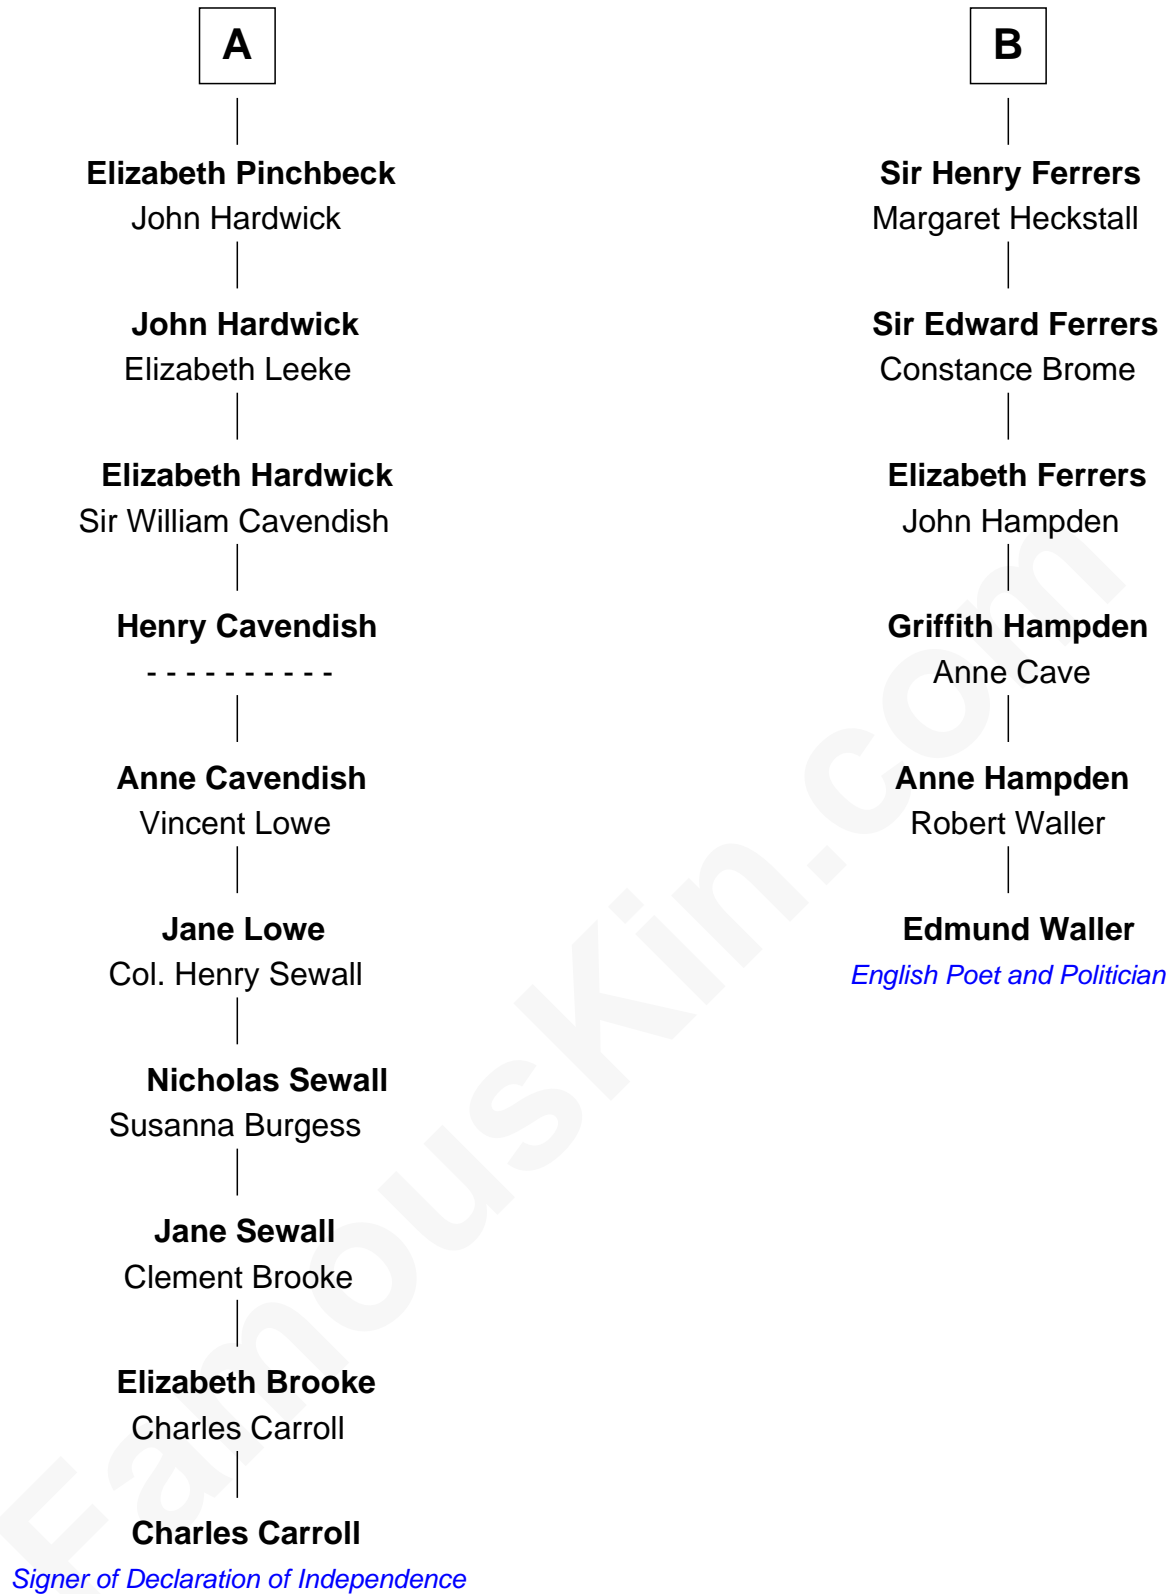 A
Elizabeth Pinchbeck
John Hardwick
John Hardwick
Elizabeth Leeke
Elizabeth Hardwick
Sir William Cavendish
Henry Cavendish
- - - - - - - - - -
Anne Cavendish
Vincent Lowe
Jane Lowe
Col. Henry Sewall
Nicholas Sewall
Susanna Burgess
Jane Sewall
Clement Brooke
Elizabeth Brooke
Charles Carroll
Charles Carroll
Signer of Declaration of Independence
B
Sir Henry Ferrers
Margaret Heckstall
Sir Edward Ferrers
Constance Brome
Elizabeth Ferrers
John Hampden
Griffith Hampden
Anne Cave
Anne Hampden
Robert Waller
Edmund Waller
English Poet and Politician
FamousKin.com